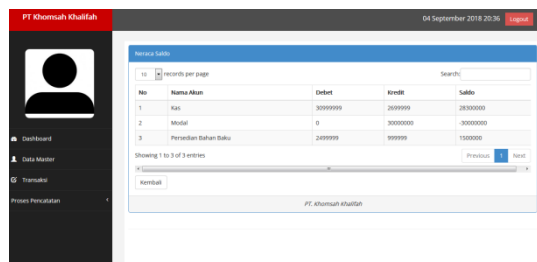 PT Khomsah Khalifah
04 September 2018 20:36 Logout
Neraca Saldo
10 records per page Search:
No Nama Akun Debet Kredit Saldo
1 Kas 30999999 2699999 28300000
2 Modal 0 30000000 -30000000
3 Persedian Bahan Baku 2499999 999999 1500000
Showing 1 to 3 of 3 entries Previous 1 Next
Kembali
PT. Khomsah Khalifah
Dashboard
Data Master
Transaksi
Proses Pencatatan